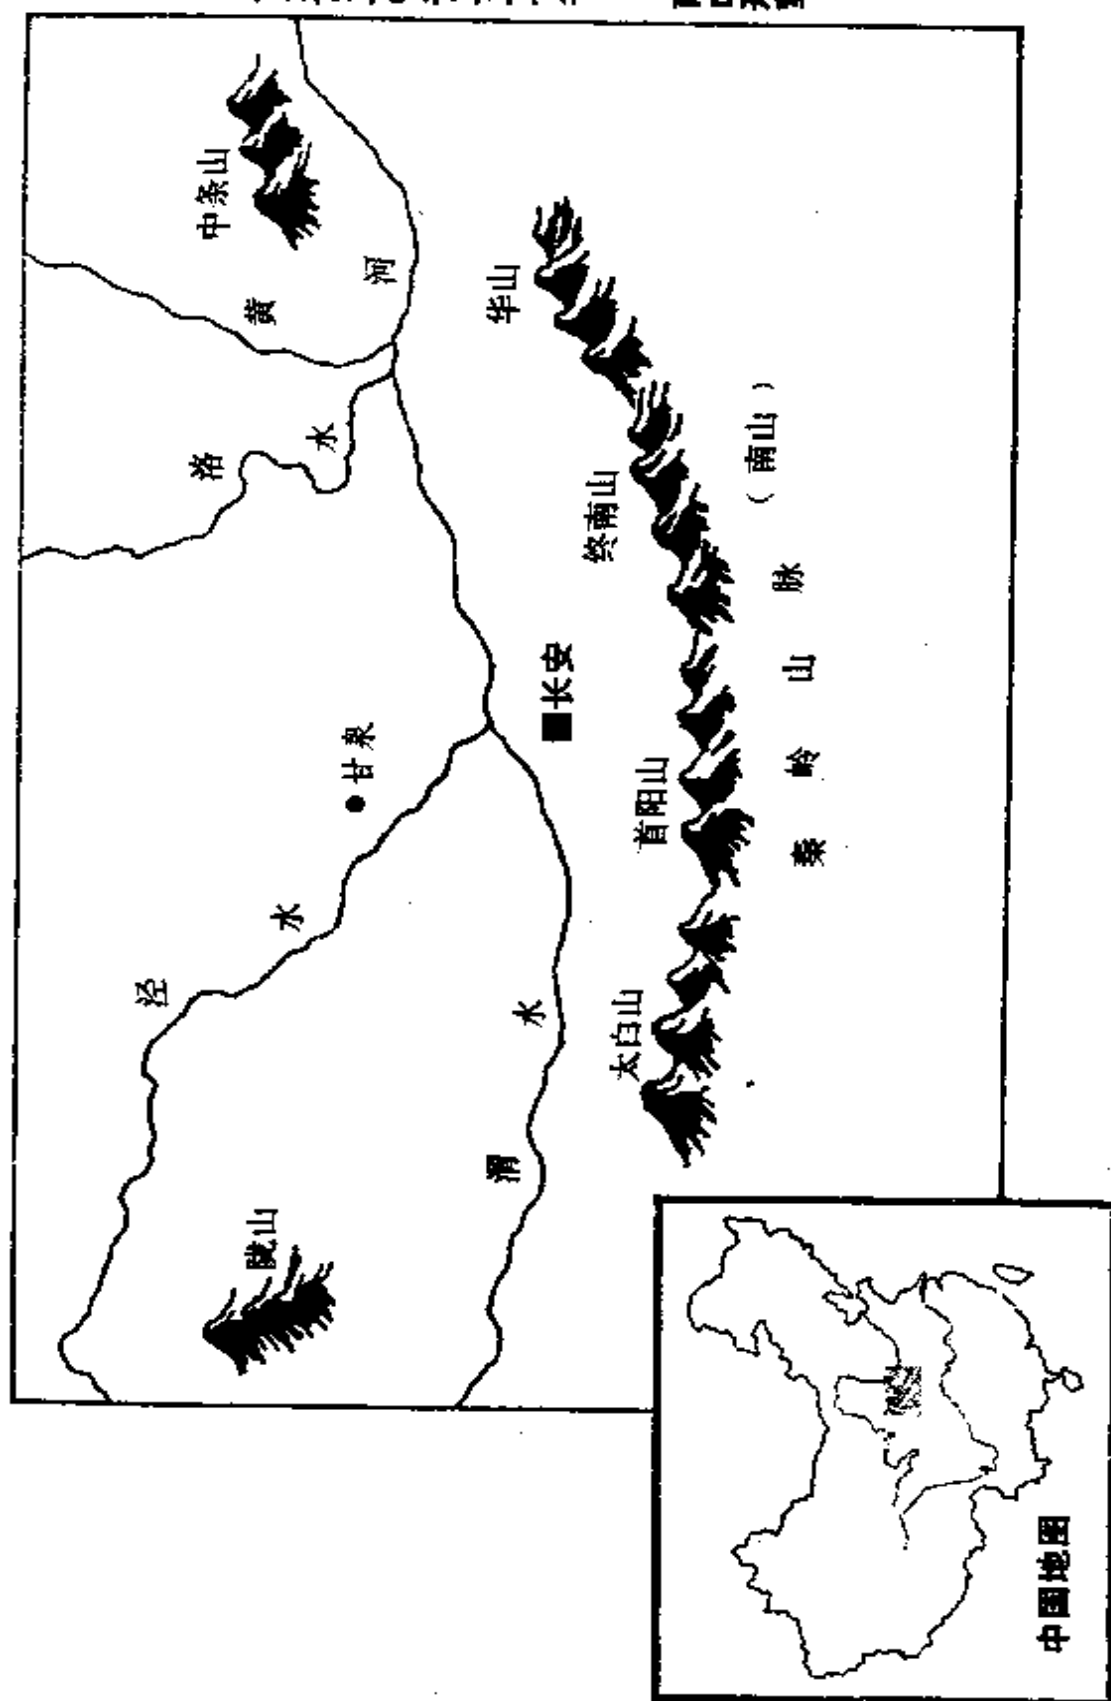 中条山
黄河
洛水
华山
(南山)
终南山
秦岭山脉
长安
甘泉
首阳山
泾水
渭水
太白山
陇山
中国地图